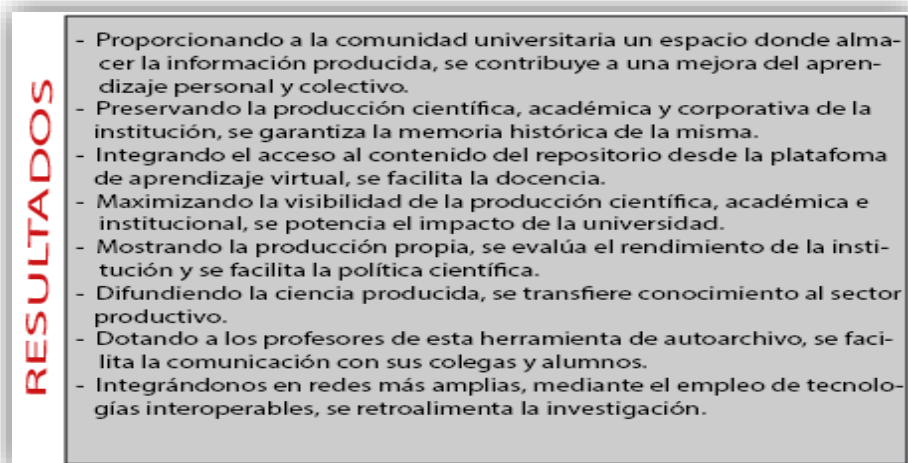 RESULTADOS
- Proporcionando a la comunidad universitaria un espacio donde alma-
cer la información producida, se contribuye a una mejora del apren-
dizaje personal y colectivo.
- Preservando la producción científica, académica y corporativa de la
institución, se garantiza la memoria histórica de la misma.
- Integrando el acceso al contenido del repositorio desde la platafoma
de aprendizaje virtual, se facilita la docencia.
- Maximizando la visibilidad de la producción científica, académica e
institucional, se potencia el impacto de la universidad.
- Mostrando la producción propia, se evalúa el rendimiento de la insti-
tución y se facilita la política científica.
- Difundiendo la ciencia producida, se transfiere conocimiento al sector
productivo.
- Dotando a los profesores de esta herramienta de autoarchivo, se faci-
lita la comunicación con sus colegas y alumnos.
- Integrándonos en redes más amplias, mediante el empleo de tecnolo-
gías interoperables, se retroalimenta la investigación.